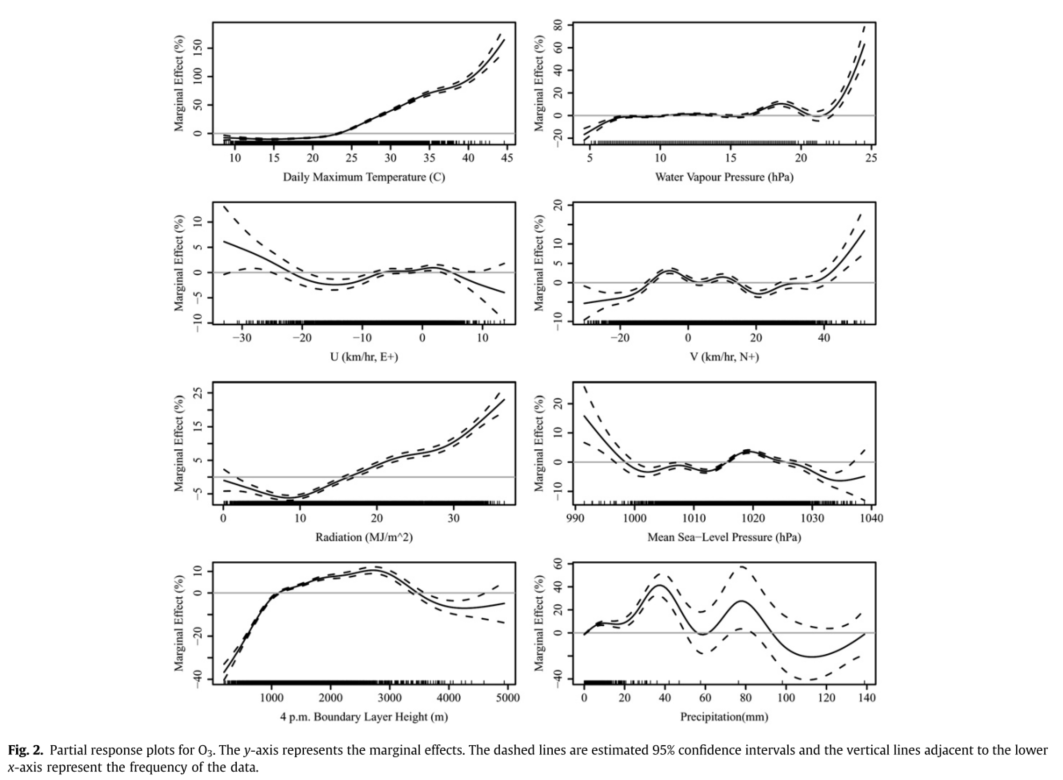 Marginal Effect (%)
150
100
50
0
10 15 20 25 30 35 40 45
Daily Maximum Temperature (C)
Marginal Effect (%)
80
60
40
20
0
−20
5 10 15 20 25
Water Vapour Pressure (hPa)
Marginal Effect (%)
10
5
0
−5
−10
−30 −20 −10 0 10
U (km/hr, E+)
Marginal Effect (%)
20
10
5
0
−10
−20 0 20 40
V (km/hr, N+)
Marginal Effect (%)
25
15
5
−5
0 10 20 30
Radiation (MJ/m^2)
Marginal Effect (%)
20
10
0
−10
990 1000 1010 1020 1030 1040
Mean Sea−Level Pressure (hPa)
Marginal Effect (%)
10
0
−20
−40
1000 2000 3000 4000 5000
4 p.m. Boundary Layer Height (m)
Marginal Effect (%)
60
40
20
0
−40
0 20 40 60 80 100 120 140
Precipitation(mm)
Fig. 2. Partial response plots for O3. The y-axis represents the marginal effects. The dashed lines are estimated 95% confidence intervals and the vertical lines adjacent to the lower
x-axis represent the frequency of the data.